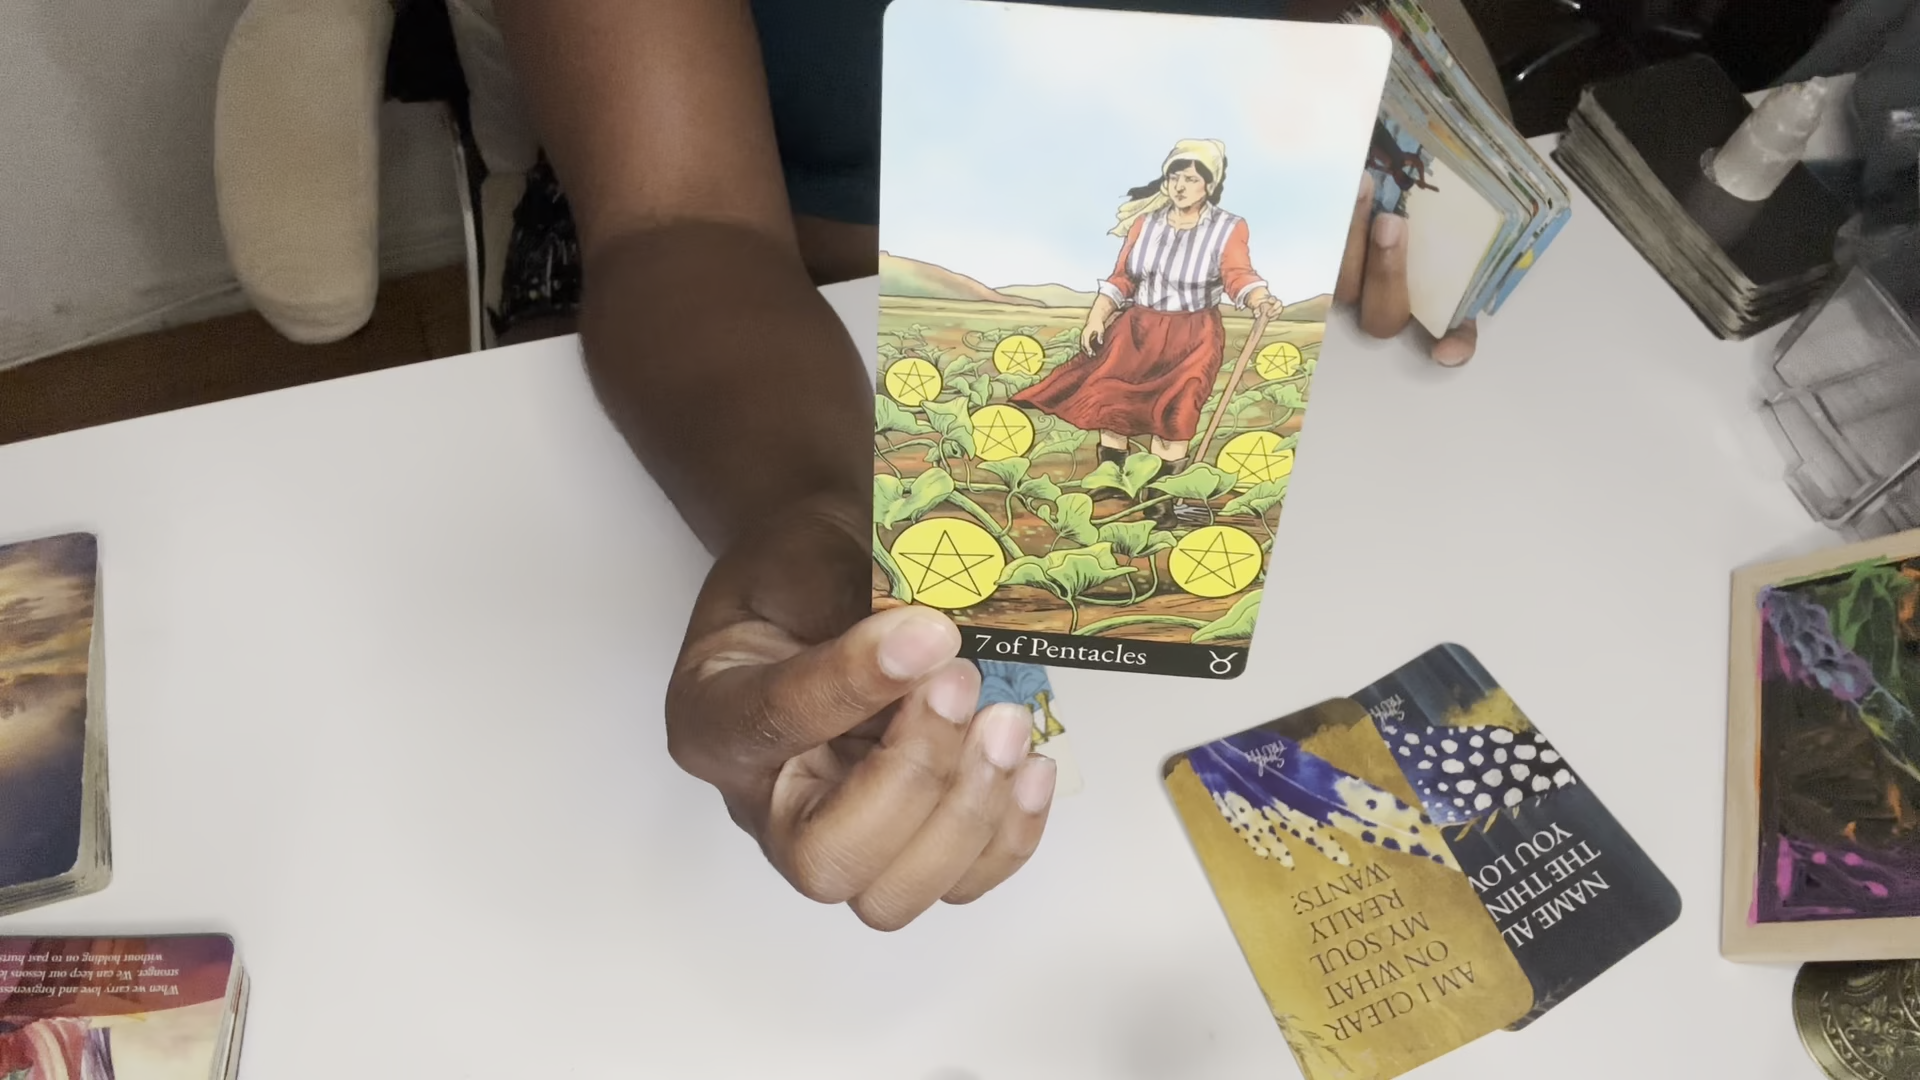 7 of Pentacles
AM I CLEAR
ON WHAT
MY SOUL
REALLY
WANTS?
NAME AL
THE THIN
YOU LOV
When we carry love and forgiveness
stronger. We can keep our lessons
without holding on to past hurts